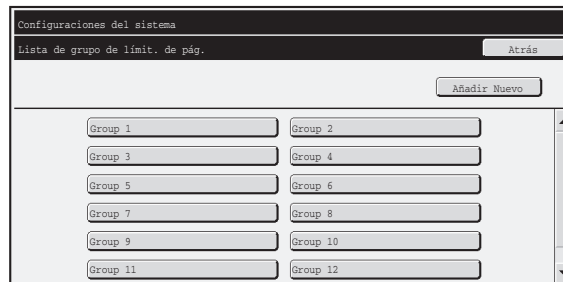 Configuraciones del sistema
Lista de grupo de límit. de pág.
Atrás
Añadir Nuevo
Group 1
Group 2
Group 3
Group 4
Group 5
Group 6
Group 7
Group 8
Group 9
Group 10
Group 11
Group 12